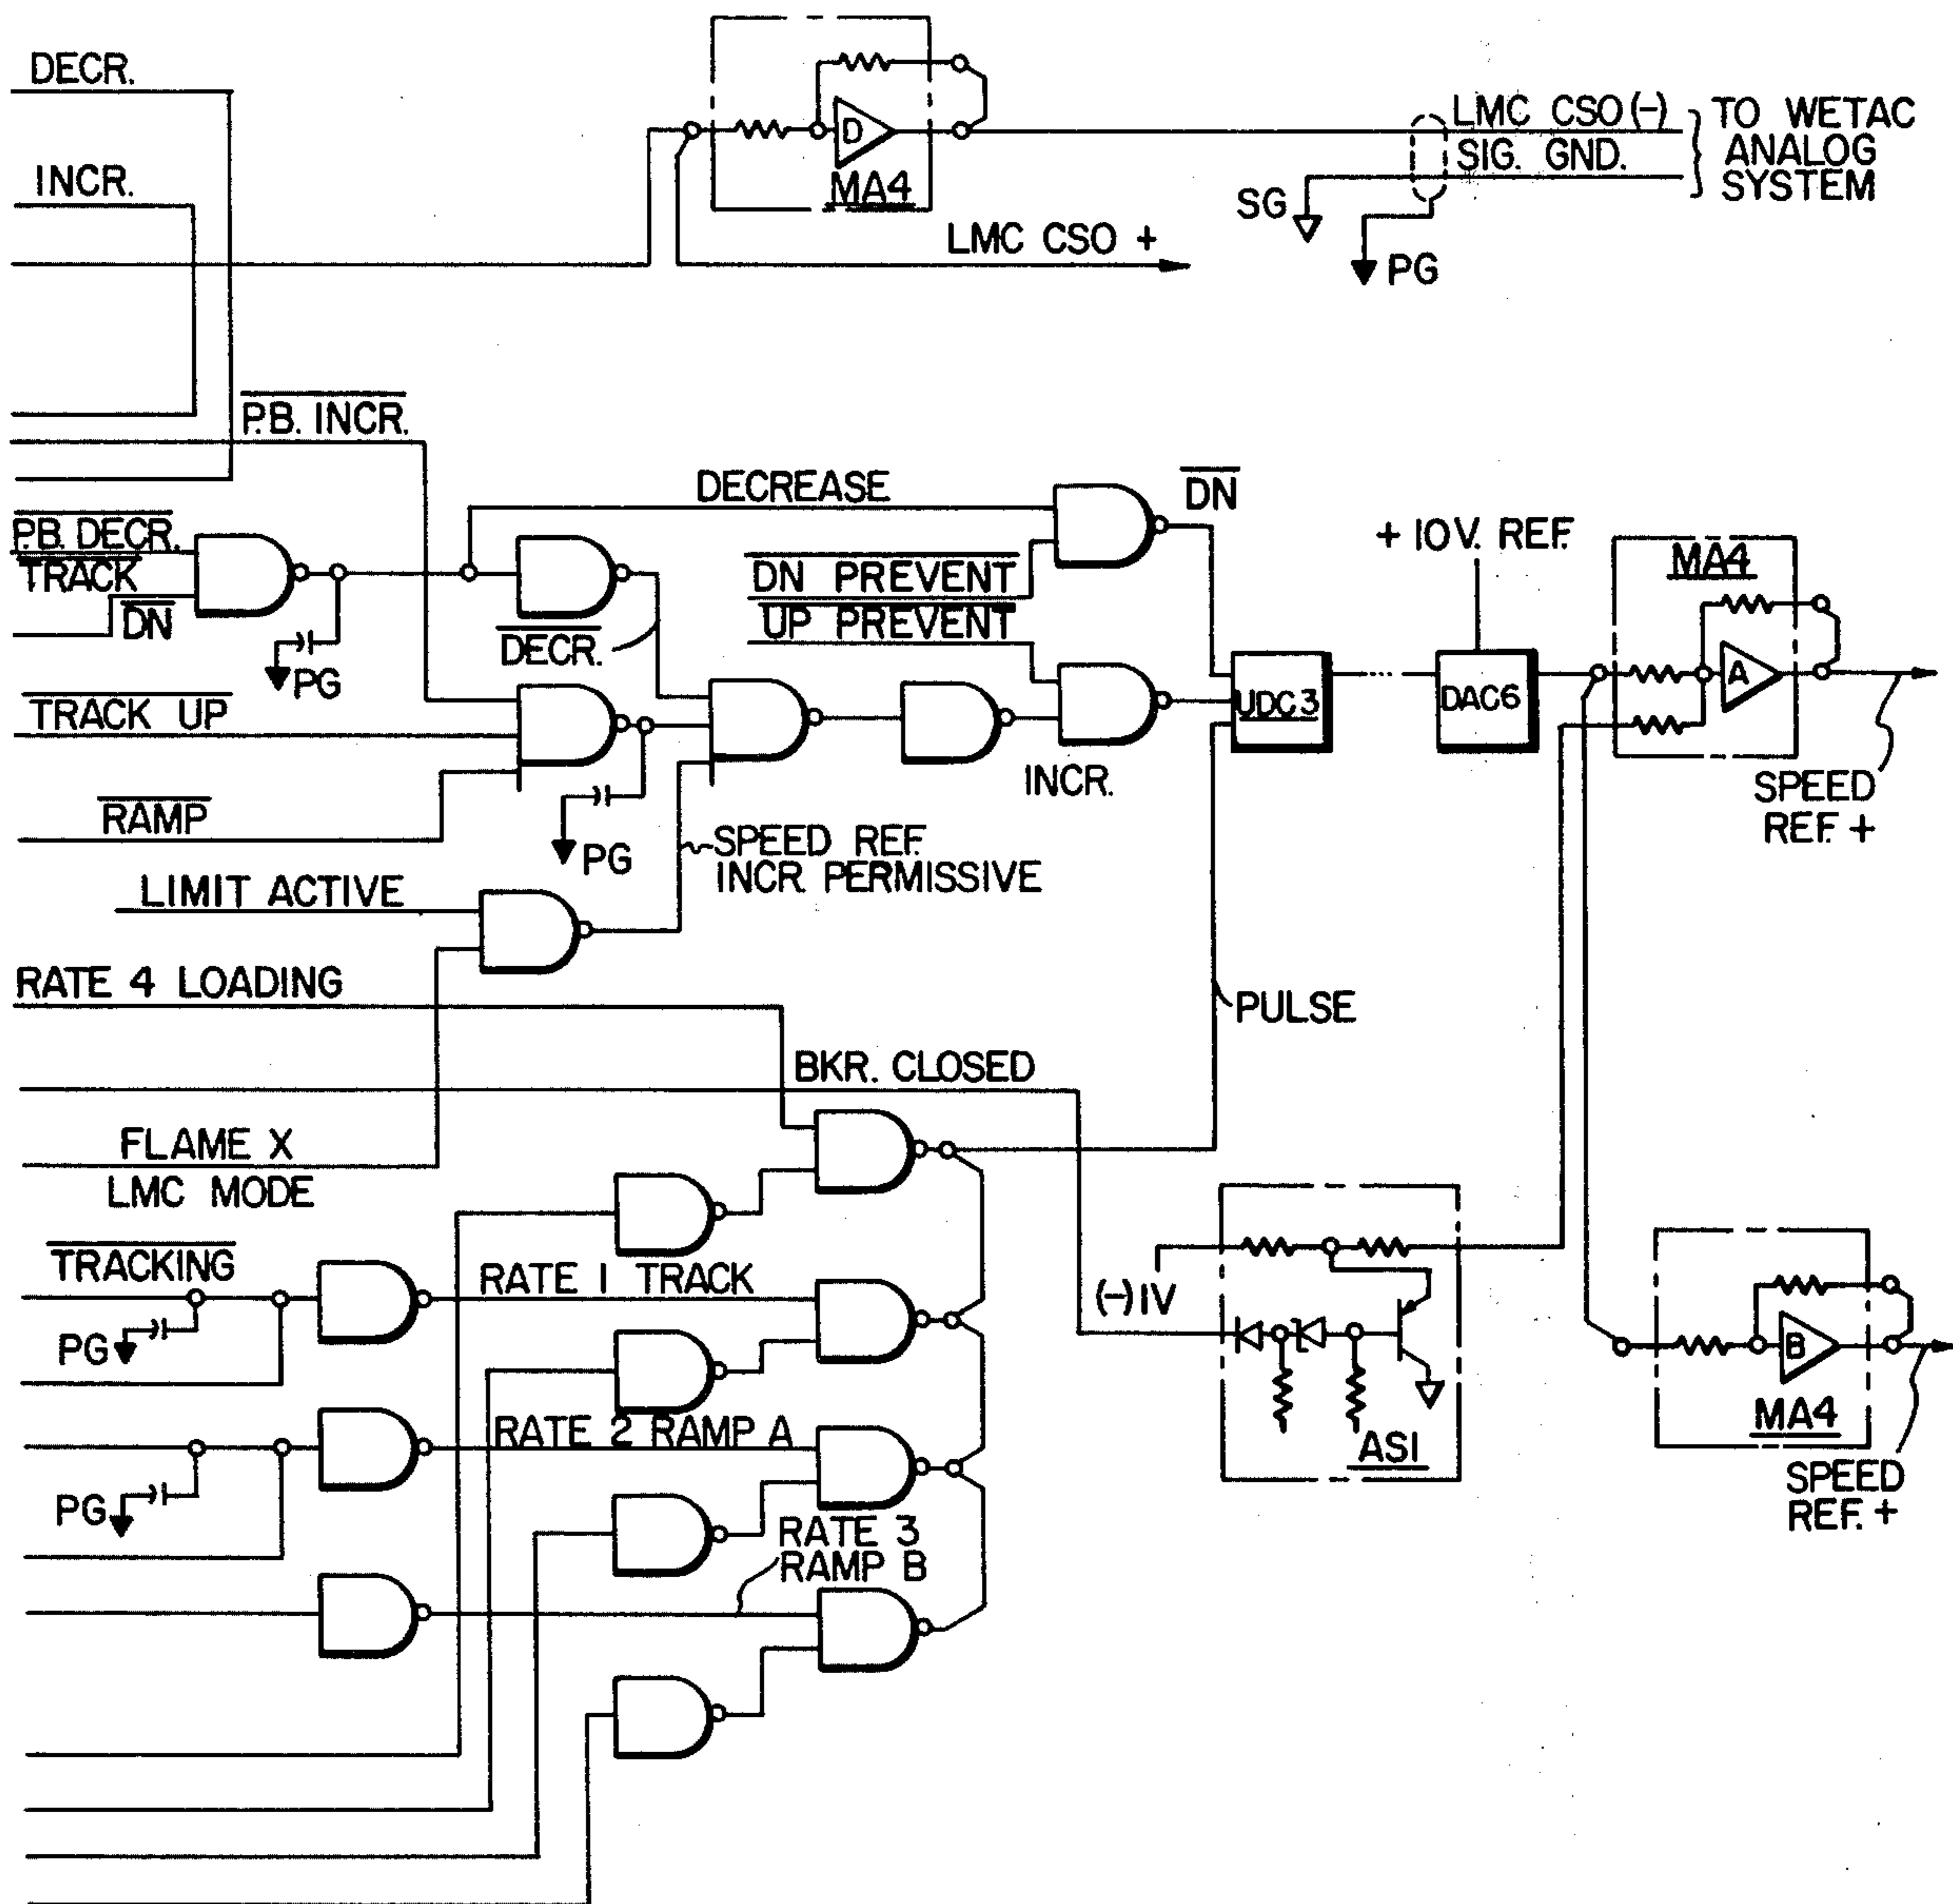 DECR.
INCR.
D
MA4
LMC CSO (-)
SIG. GND.
TO WETAC
ANALOG
SYSTEM
SG
PG
LMC CSO +
P.B. INCR.
DECREASE
DN
P.B. DECR.
TRACK
DN
PG
DECR.
DN PREVENT
UP PREVENT
+ 10V. REF.
MA4
A
UDC3
DAC6
SPEED
REF. +
TRACK UP
RAMP
PG
INCR.
SPEED REF.
INCR. PERMISSIVE
LIMIT ACTIVE
RATE 4 LOADING
PULSE
BKR. CLOSED
FLAME X
LMC MODE
TRACKING
PG
RATE 1 TRACK
(-) 1V
AS1
B
MA4
SPEED
REF. +
RATE 2 RAMP A
PG
RATE 3
RAMP B